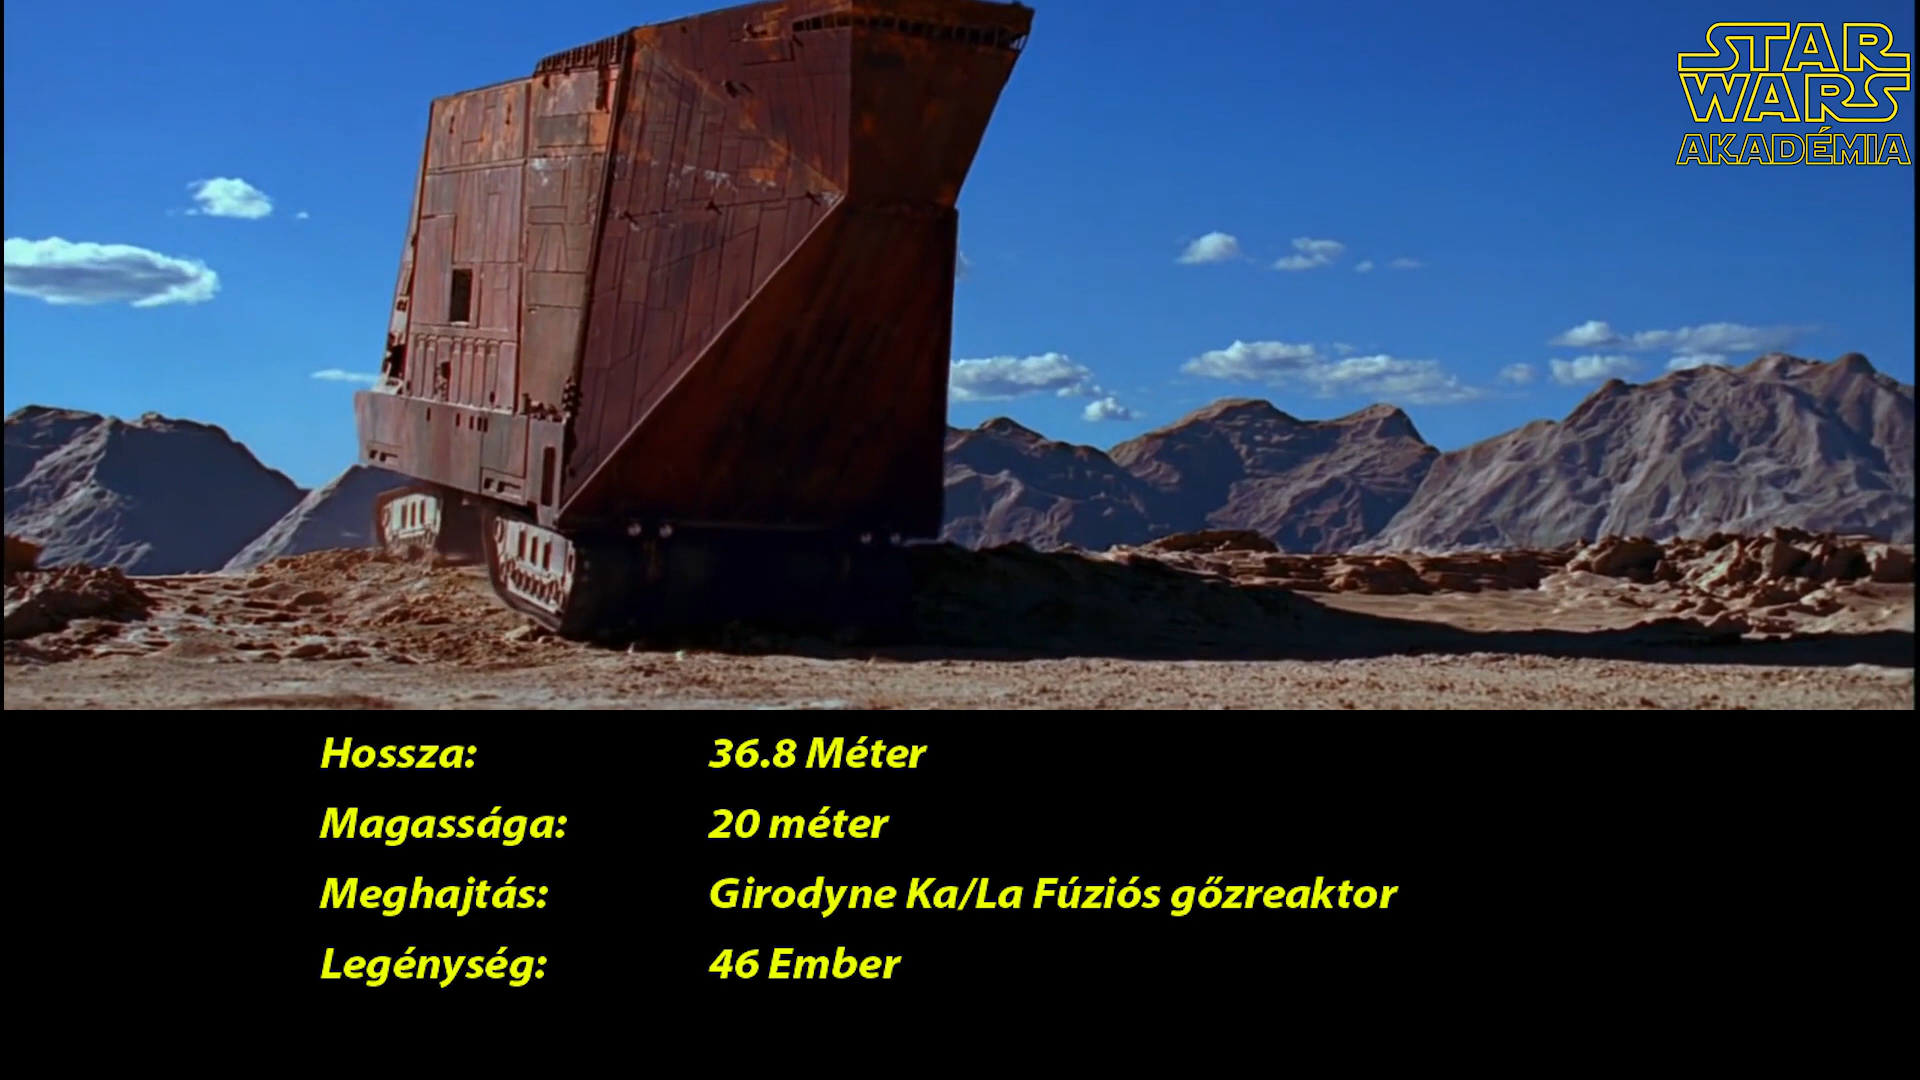 STAR
WARS
AKADÉMIA
Hossza: 36.8 Méter
Magassága: 20 méter
Meghajtás: Girodyne Ka/La Fúziós gőzreaktor
Legénység: 46 Ember